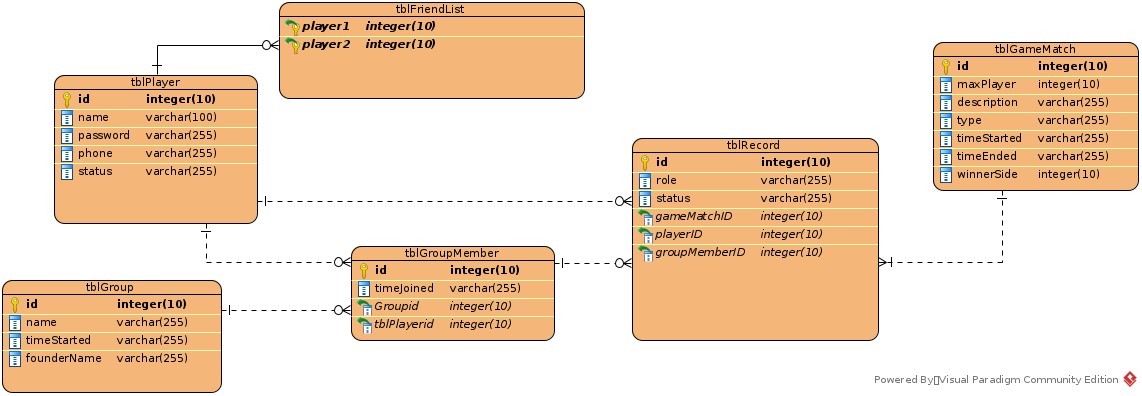 tblFriendList
player1 integer(10)
player2 integer(10)
tblPlayer
id integer(10)
name varchar(100)
password varchar(255)
phone varchar(255)
status varchar(255)
tblGameMatch
id integer(10)
maxPlayer integer(10)
description varchar(255)
type varchar(255)
timeStarted varchar(255)
timeEnded varchar(255)
winnerSide integer(10)
tblRecord
id integer(10)
role varchar(255)
status varchar(255)
gameMatchID integer(10)
playerID integer(10)
groupMemberID integer(10)
tblGroupMember
id integer(10)
timeJoined varchar(255)
Groupid integer(10)
tblPlayerid integer(10)
tblGroup
id integer(10)
name varchar(255)
timeStarted varchar(255)
founderName varchar(255)
Powered By▯Visual Paradigm Community Edition